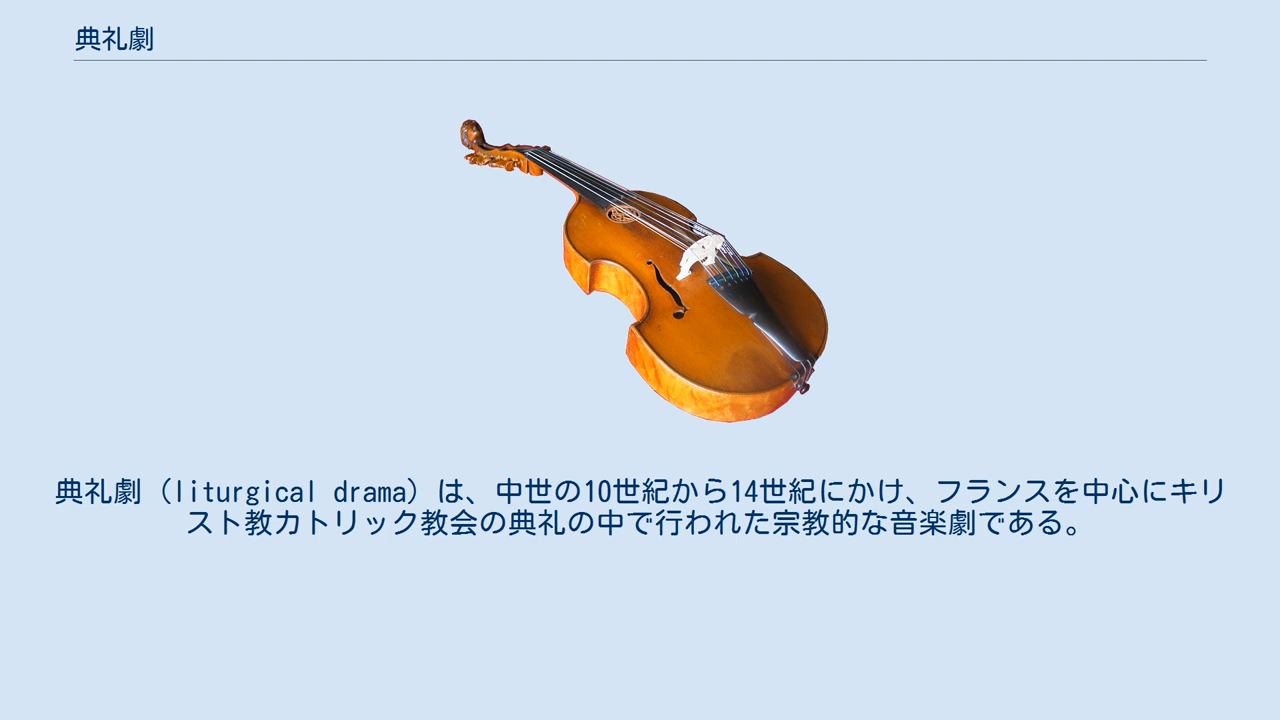 典礼劇
典礼劇（liturgical drama）は、中世の10世紀から14世紀にかけ、フランスを中心にキリ
スト教カトリック教会の典礼の中で行われた宗教的な音楽劇である。